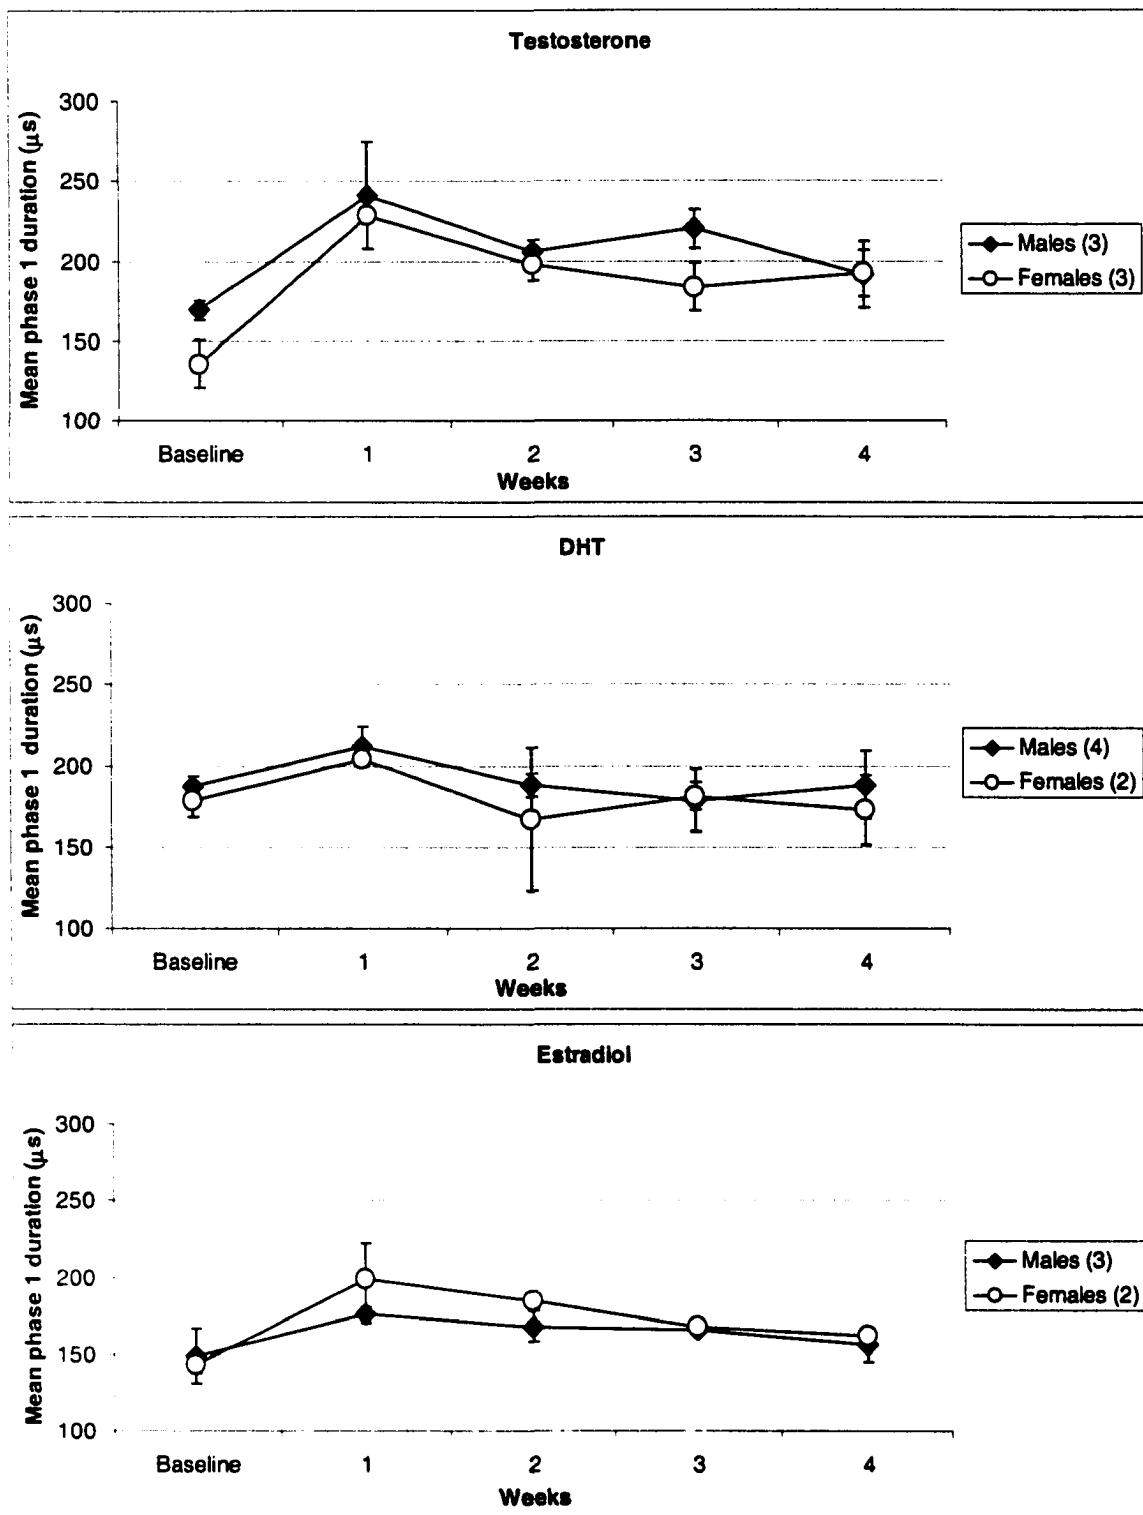 Testosterone
Mean phase 1 duration (μs)
300
250
200
150
100
Baseline 1 2 3 4
Weeks
Males (3)
Females (3)
DHT
Mean phase 1 duration (μs)
300
250
200
150
100
Baseline 1 2 3 4
Weeks
Males (4)
Females (2)
Estradiol
Mean phase 1 duration (μs)
300
250
200
150
100
Baseline 1 2 3 4
Weeks
Males (3)
Females (2)